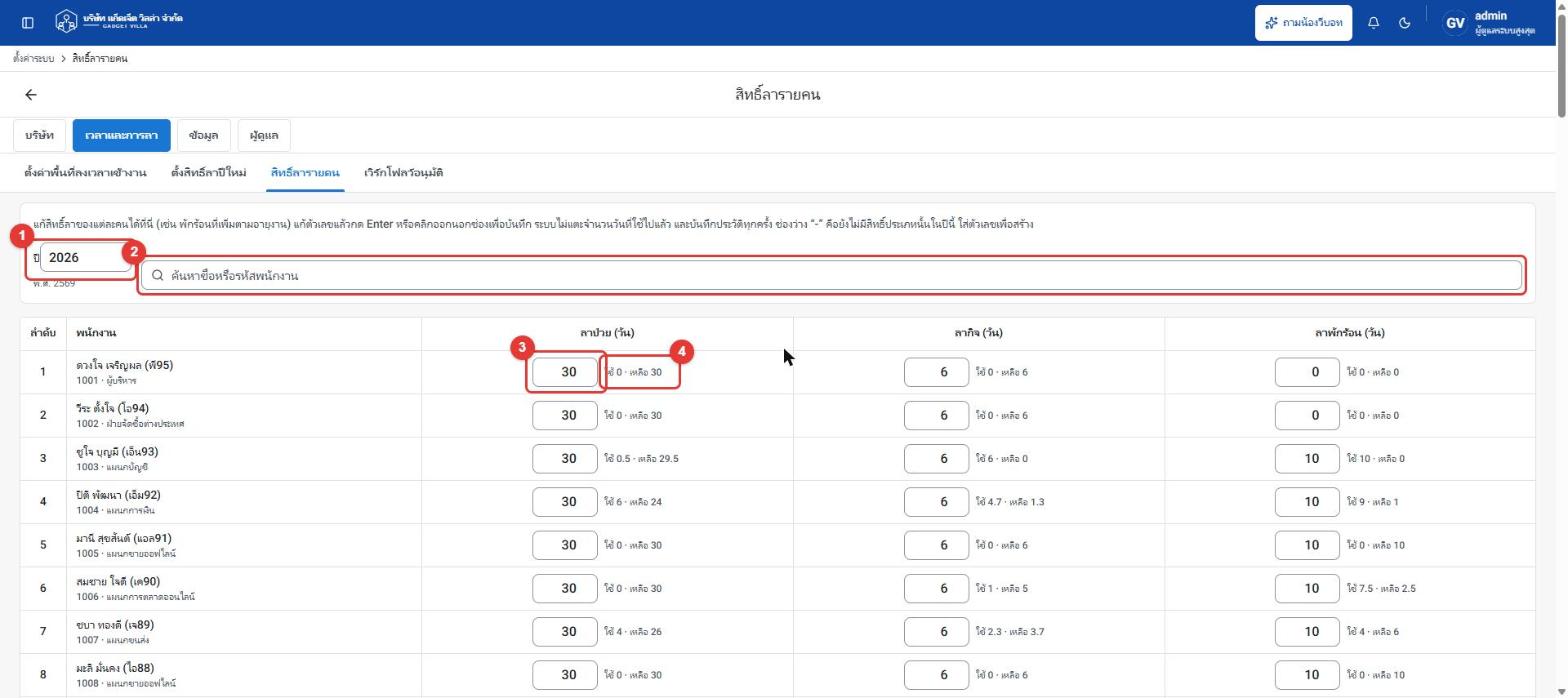 บริษัท แก็ดเจ็ต วิลล่า จำกัด
GADGET VILLA
ถามน้องวีบอท
GV
admin
ผู้ดูแลระบบสูงสุด
ตั้งค่าระบบ > สิทธิ์ลารายคน
สิทธิ์ลารายคน
บริษัท เวลาและการลา ข้อมูล ผู้ดูแล
ตั้งค่าพื้นที่ลงเวลาเข้างาน ตั้งสิทธิ์ลาปีใหม่ สิทธิ์ลารายคน เวิร์กโฟลว์อนุมัติ
แก้สิทธิ์ลาของแต่ละคนได้ที่นี่ (เช่น พักร้อนที่เพิ่มตามอายุงาน) แก้ตัวเลขแล้วกด Enter หรือคลิกออกนอกช่องเพื่อบันทึก ระบบไม่แตะจำนวนวันที่ใช้ไปแล้ว และบันทึกประวัติทุกครั้ง ช่องว่าง "-" คือยังไม่มีสิทธิ์ประเภทนั้นในปีนี้ ใส่ตัวเลขเพื่อสร้าง
1 2
ปี 2026
ค้นหาชื่อหรือรหัสพนักงาน
พ.ศ. 2569
ลำดับ พนักงาน ลาป่วย (วัน) ลากิจ (วัน) ลาพักร้อน (วัน)
3 4
1 ดวงใจ เจริญผล (พี95) 30 ใช้ 0 · เหลือ 30 6 ใช้ 0 · เหลือ 6 0 ใช้ 0 · เหลือ 0
1001 · ผู้บริหาร
2 วีระ ตั้งใจ (โอ94) 30 ใช้ 0 · เหลือ 30 6 ใช้ 0 · เหลือ 6 0 ใช้ 0 · เหลือ 0
1002 · ฝ่ายจัดซื้อต่างประเทศ
3 ชูใจ บุญมี (เอ็น93) 30 ใช้ 0.5 · เหลือ 29.5 6 ใช้ 6 · เหลือ 0 10 ใช้ 10 · เหลือ 0
1003 · แผนกบัญชี
4 ปิติ พัฒนา (เอ็ม92) 30 ใช้ 6 · เหลือ 24 6 ใช้ 4.7 · เหลือ 1.3 10 ใช้ 9 · เหลือ 1
1004 · แผนกการเงิน
5 มานี สุขสันต์ (แอล91) 30 ใช้ 0 · เหลือ 30 6 ใช้ 0 · เหลือ 6 10 ใช้ 0 · เหลือ 10
1005 · แผนกขายออฟไลน์
6 สมชาย ใจดี (เค90) 30 ใช้ 0 · เหลือ 30 6 ใช้ 1 · เหลือ 5 10 ใช้ 7.5 · เหลือ 2.5
1006 · แผนกการตลาดออนไลน์
7 ชบา ทองดี (เจ89) 30 ใช้ 4 · เหลือ 26 6 ใช้ 2.3 · เหลือ 3.7 10 ใช้ 4 · เหลือ 6
1007 · แผนกขนส่ง
8 มะลิ มั่นคง (ไอ88) 30 ใช้ 0 · เหลือ 30 6 ใช้ 0 · เหลือ 6 10 ใช้ 0 · เหลือ 10
1008 · แผนกขายออฟไลน์